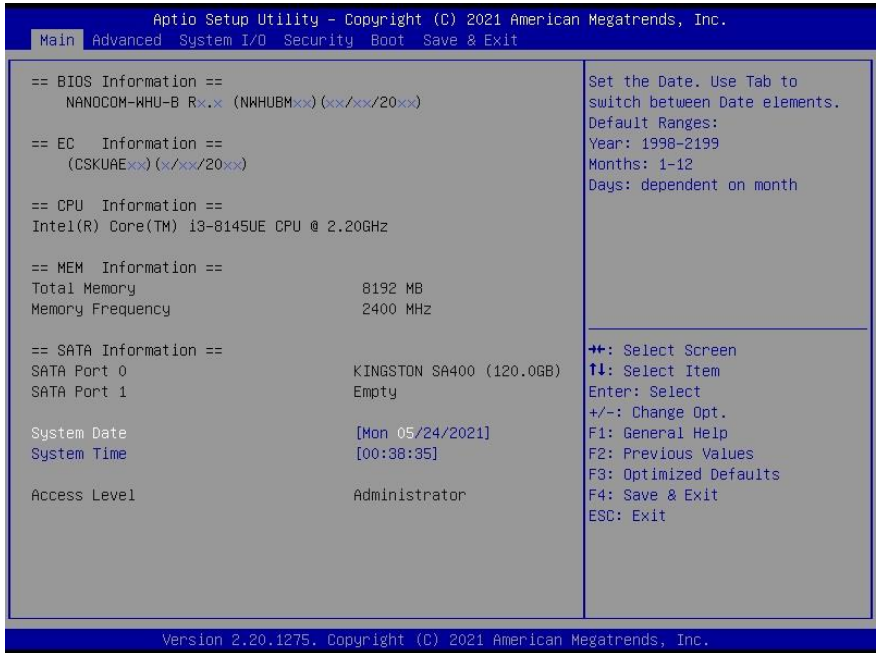 Aptio Setup Utility – Copyright (C) 2021 American Megatrends, Inc.
Main Advanced System I/O Security Boot Save & Exit
== BIOS Information ==
NANOCOM-WHU-B Rx.x (NWHUBMxx)(xx/xx/20xx)
== EC Information ==
(CSKUAExx)(x/xx/20xx)
== CPU Information ==
Intel(R) Core(TM) i3-8145UE CPU @ 2.20GHz
== MEM Information ==
Total Memory 8192 MB
Memory Frequency 2400 MHz
== SATA Information ==
SATA Port 0 KINGSTON SA400 (120.0GB)
SATA Port 1 Empty
System Date [Mon 05/24/2021]
System Time [00:38:35]
Access Level Administrator
Set the Date. Use Tab to
switch between Date elements.
Default Ranges:
Year: 1998-2199
Months: 1-12
Days: dependent on month
→←: Select Screen
↑↓: Select Item
Enter: Select
+/-: Change Opt.
F1: General Help
F2: Previous Values
F3: Optimized Defaults
F4: Save & Exit
ESC: Exit
Version 2.20.1275. Copyright (C) 2021 American Megatrends, Inc.